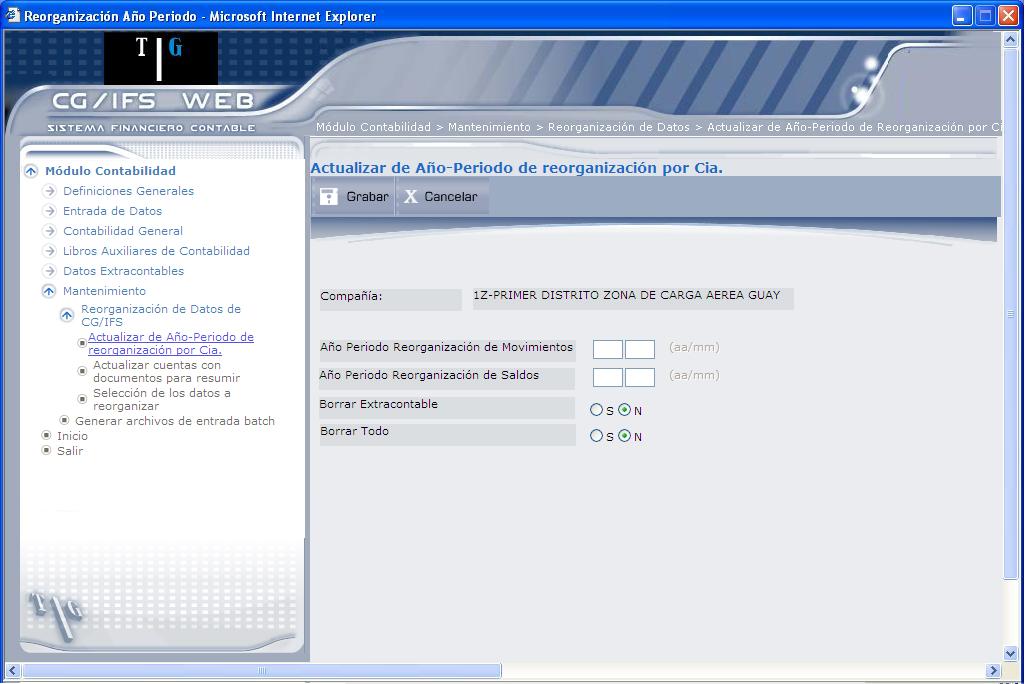 Reorganización Año Periodo - Microsoft Internet Explorer
T G
CG/IFS WEB
SISTEMA FINANCIERO CONTABLE
Módulo Contabilidad > Mantenimiento > Reorganización de Datos > Actualizar de Año-Periodo de Reorganización por Ci
Módulo Contabilidad
Definiciones Generales
Entrada de Datos
Contabilidad General
Libros Auxiliares de Contabilidad
Datos Extracontables
Mantenimiento
Reorganización de Datos de
CG/IFS
Actualizar de Año-Periodo de
reorganización por Cia.
Actualizar cuentas con
documentos para resumir
Selección de los datos a
reorganizar
Generar archivos de entrada batch
Inicio
Salir
T G
Actualizar de Año-Periodo de reorganización por Cia.
Grabar X Cancelar
Compañía: 1Z-PRIMER DISTRITO ZONA DE CARGA AEREA GUAY
Año Periodo Reorganización de Movimientos (aa/mm)
Año Periodo Reorganización de Saldos (aa/mm)
Borrar Extracontable S N
Borrar Todo S N